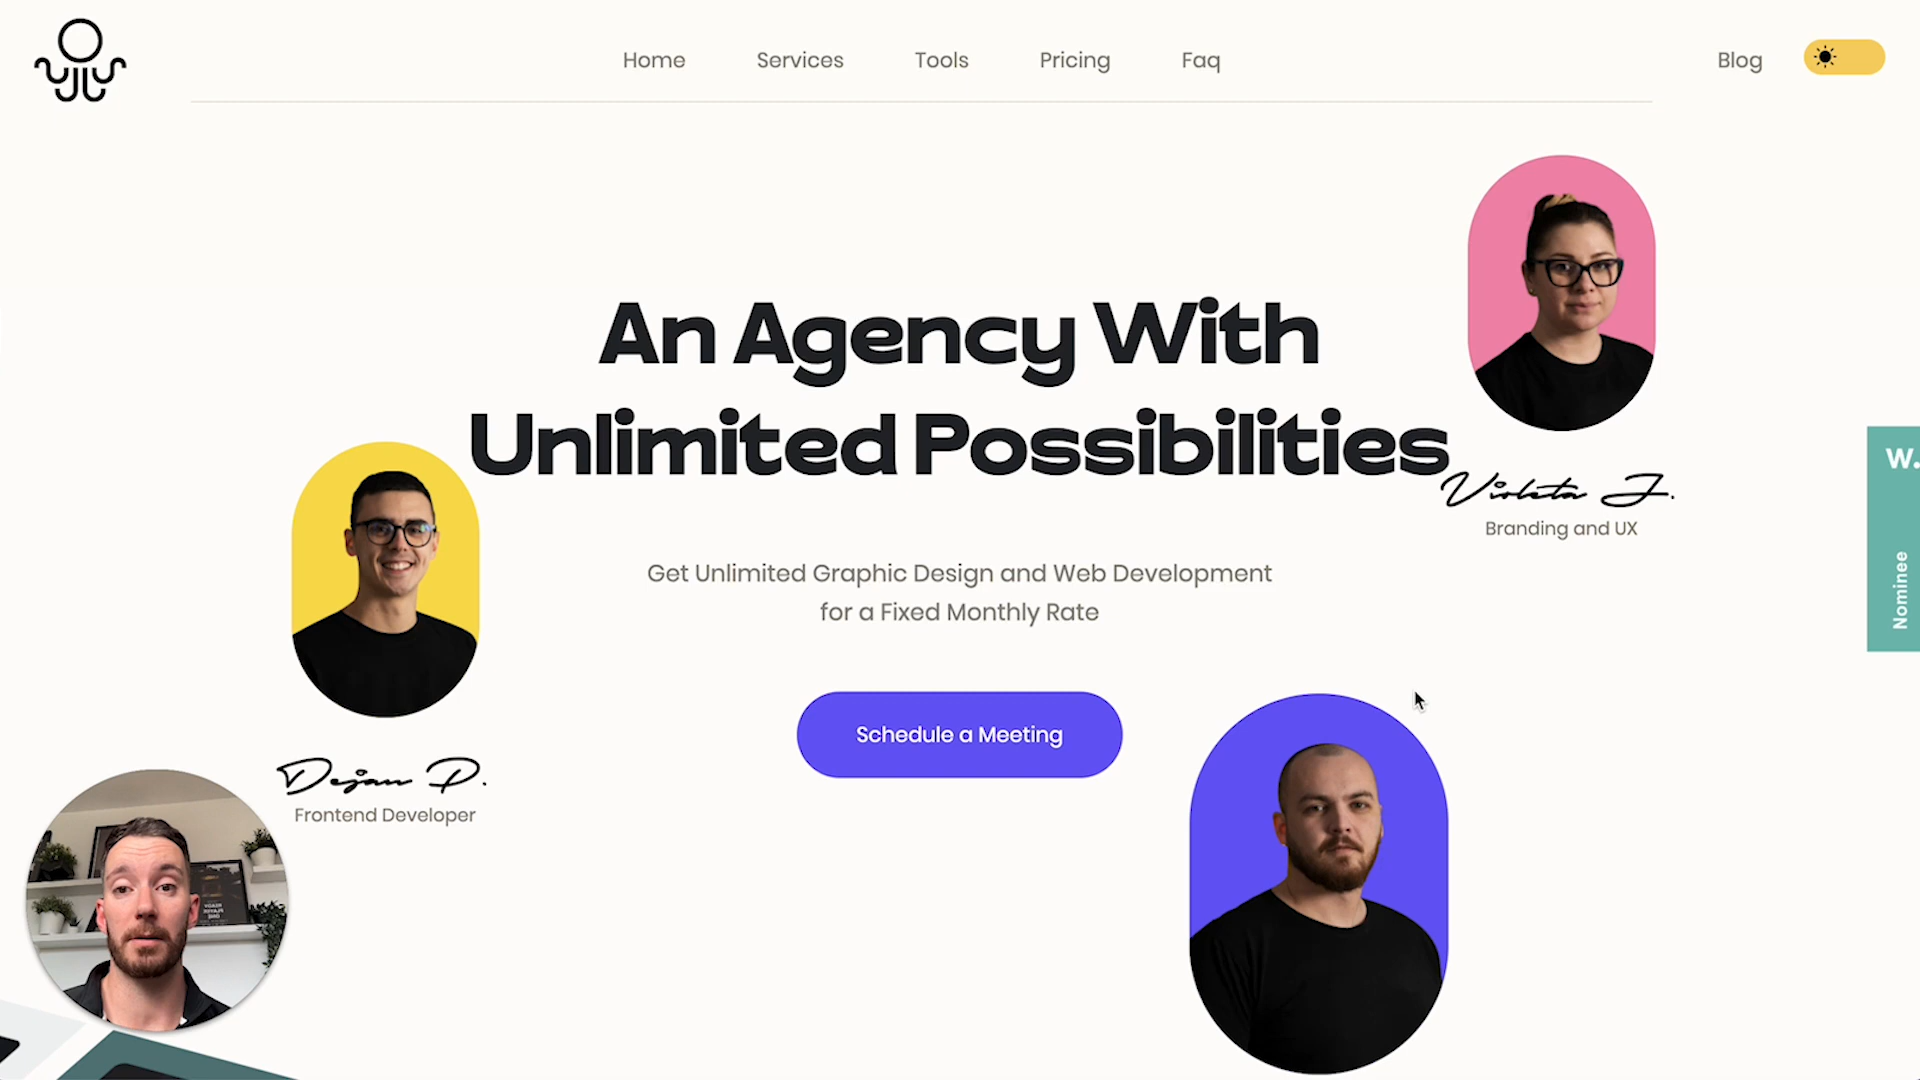 Home
Services
Tools
Pricing
Faq
Blog
An Agency With
Unlimited Possibilities
Violeta J.
Branding and UX
W.
Nominee
Get Unlimited Graphic Design and Web Development
for a Fixed Monthly Rate
Schedule a Meeting
Dejan D.
Frontend Developer